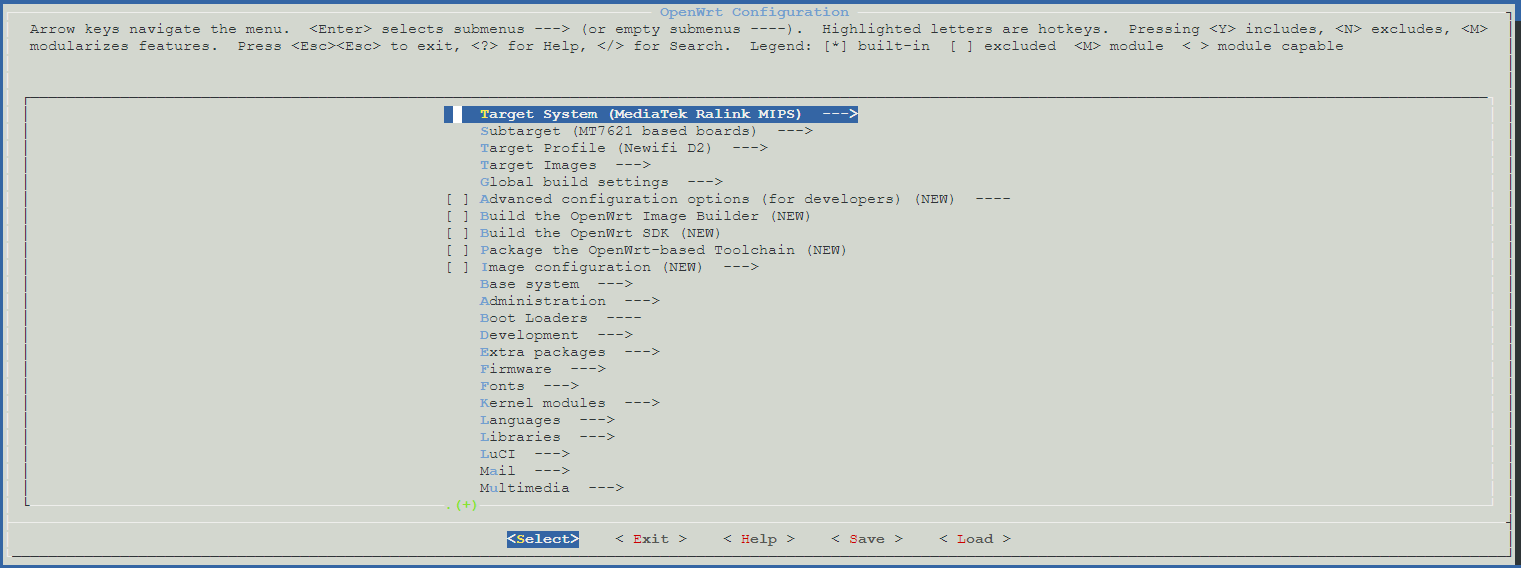 OpenWrt Configuration
Arrow keys navigate the menu.  <Enter> selects submenus ---> (or empty submenus ----).  Highlighted letters are hotkeys.  Pressing <Y> includes, <N> excludes, <M>
modularizes features.  Press <Esc><Esc> to exit, <?> for Help, </> for Search.  Legend: [*] built-in  [ ] excluded  <M> module  < > module capable
Target System (MediaTek Ralink MIPS)  --->
Subtarget (MT7621 based boards)  --->
Target Profile (Newifi D2)  --->
Target Images  --->
Global build settings  --->
[ ] Advanced configuration options (for developers) (NEW)  ----
[ ] Build the OpenWrt Image Builder (NEW)
[ ] Build the OpenWrt SDK (NEW)
[ ] Package the OpenWrt-based Toolchain (NEW)
[ ] Image configuration (NEW)  --->
Base system  --->
Administration  --->
Boot Loaders  ----
Development  --->
Extra packages  --->
Firmware  --->
Fonts  --->
Kernel modules  --->
Languages  --->
Libraries  --->
LuCI  --->
Mail  --->
Multimedia  --->
.(+)
<Select>    < Exit >    < Help >    < Save >    < Load >